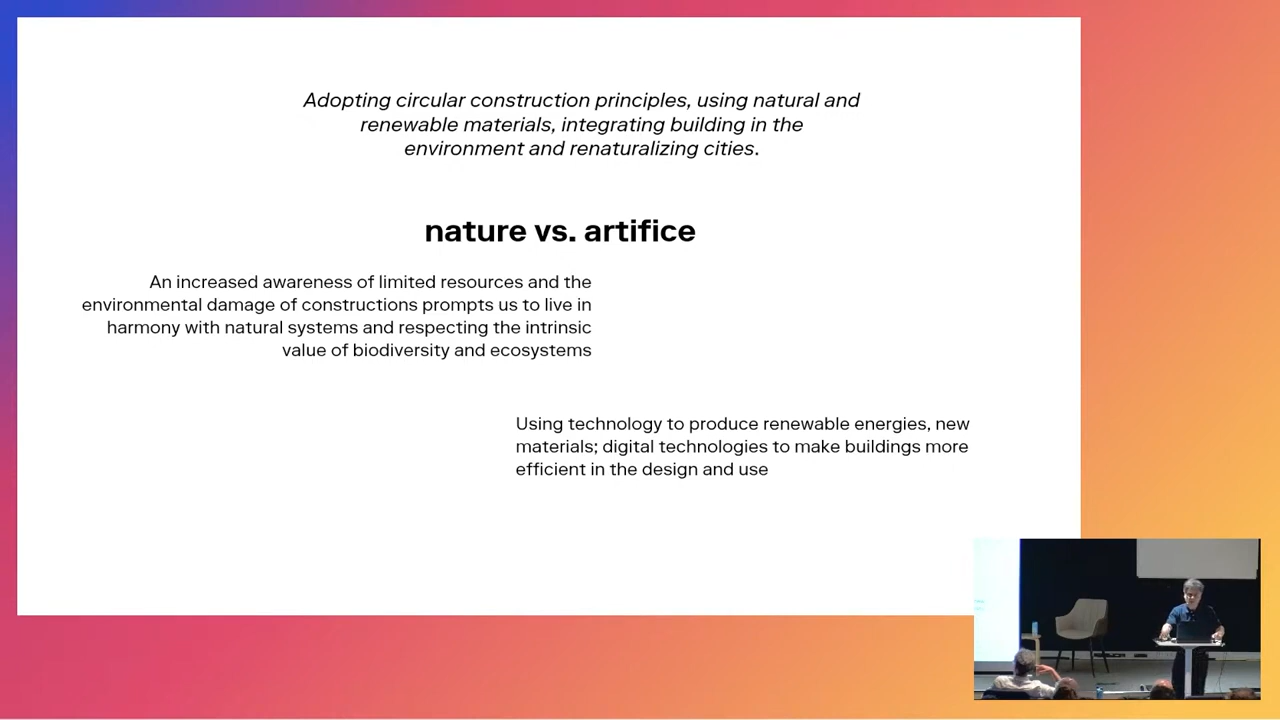 Adopting circular construction principles, using natural and
renewable materials, integrating building in the
environment and renaturalizing cities.
nature vs. artifice
An increased awareness of limited resources and the
environmental damage of constructions prompts us to live in
harmony with natural systems and respecting the intrinsic
value of biodiversity and ecosystems
Using technology to produce renewable energies, new
materials; digital technologies to make buildings more
efficient in the design and use